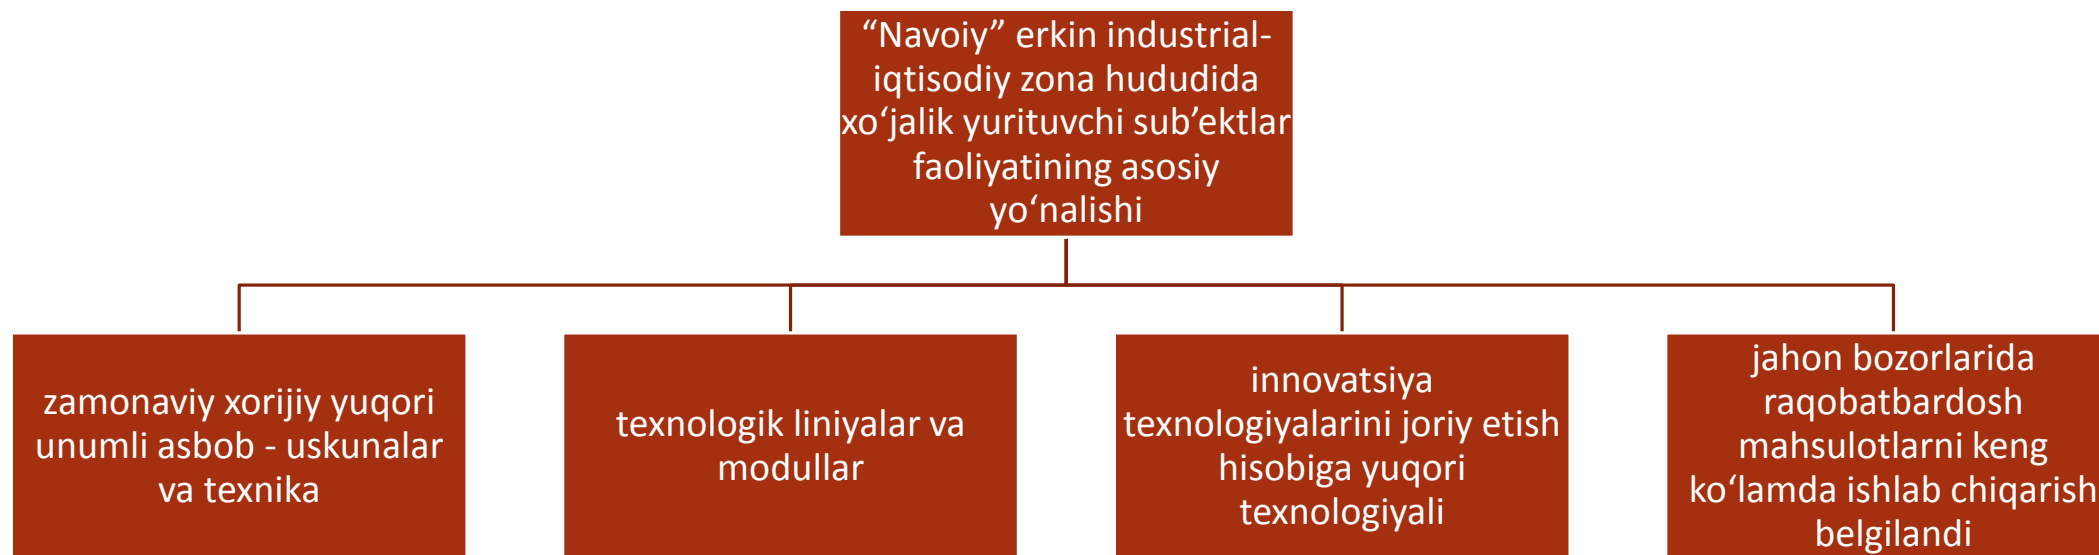 “Navoiy” erkin industrial-
iqtisodiy zona hududida
xo‘jalik yurituvchi sub’ektlar
faoliyatining asosiy
yo‘nalishi
zamonaviy xorijiy yuqori
unumli asbob - uskunalar
va texnika
texnologik liniyalar va
modullar
innovatsiya
texnologiyalarini joriy etish
hisobiga yuqori
texnologiyali
jahon bozorlarida
raqobatbardosh
mahsulotlarni keng
ko‘lamda ishlab chiqarish
belgilandi